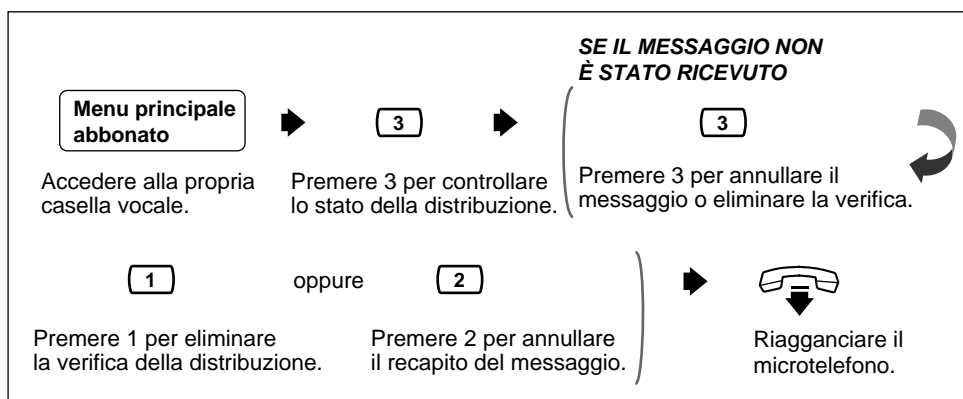 SE IL MESSAGGIO NON
È STATO RICEVUTO
Menu principale
abbonato
3
3
Accedere alla propria
casella vocale.
Premere 3 per controllare
lo stato della distribuzione.
Premere 3 per annullare il
messaggio o eliminare la verifica.
1
oppure
2
Premere 1 per eliminare
la verifica della distribuzione.
Premere 2 per annullare
il recapito del messaggio.
Riagganciare il
microtelefono.